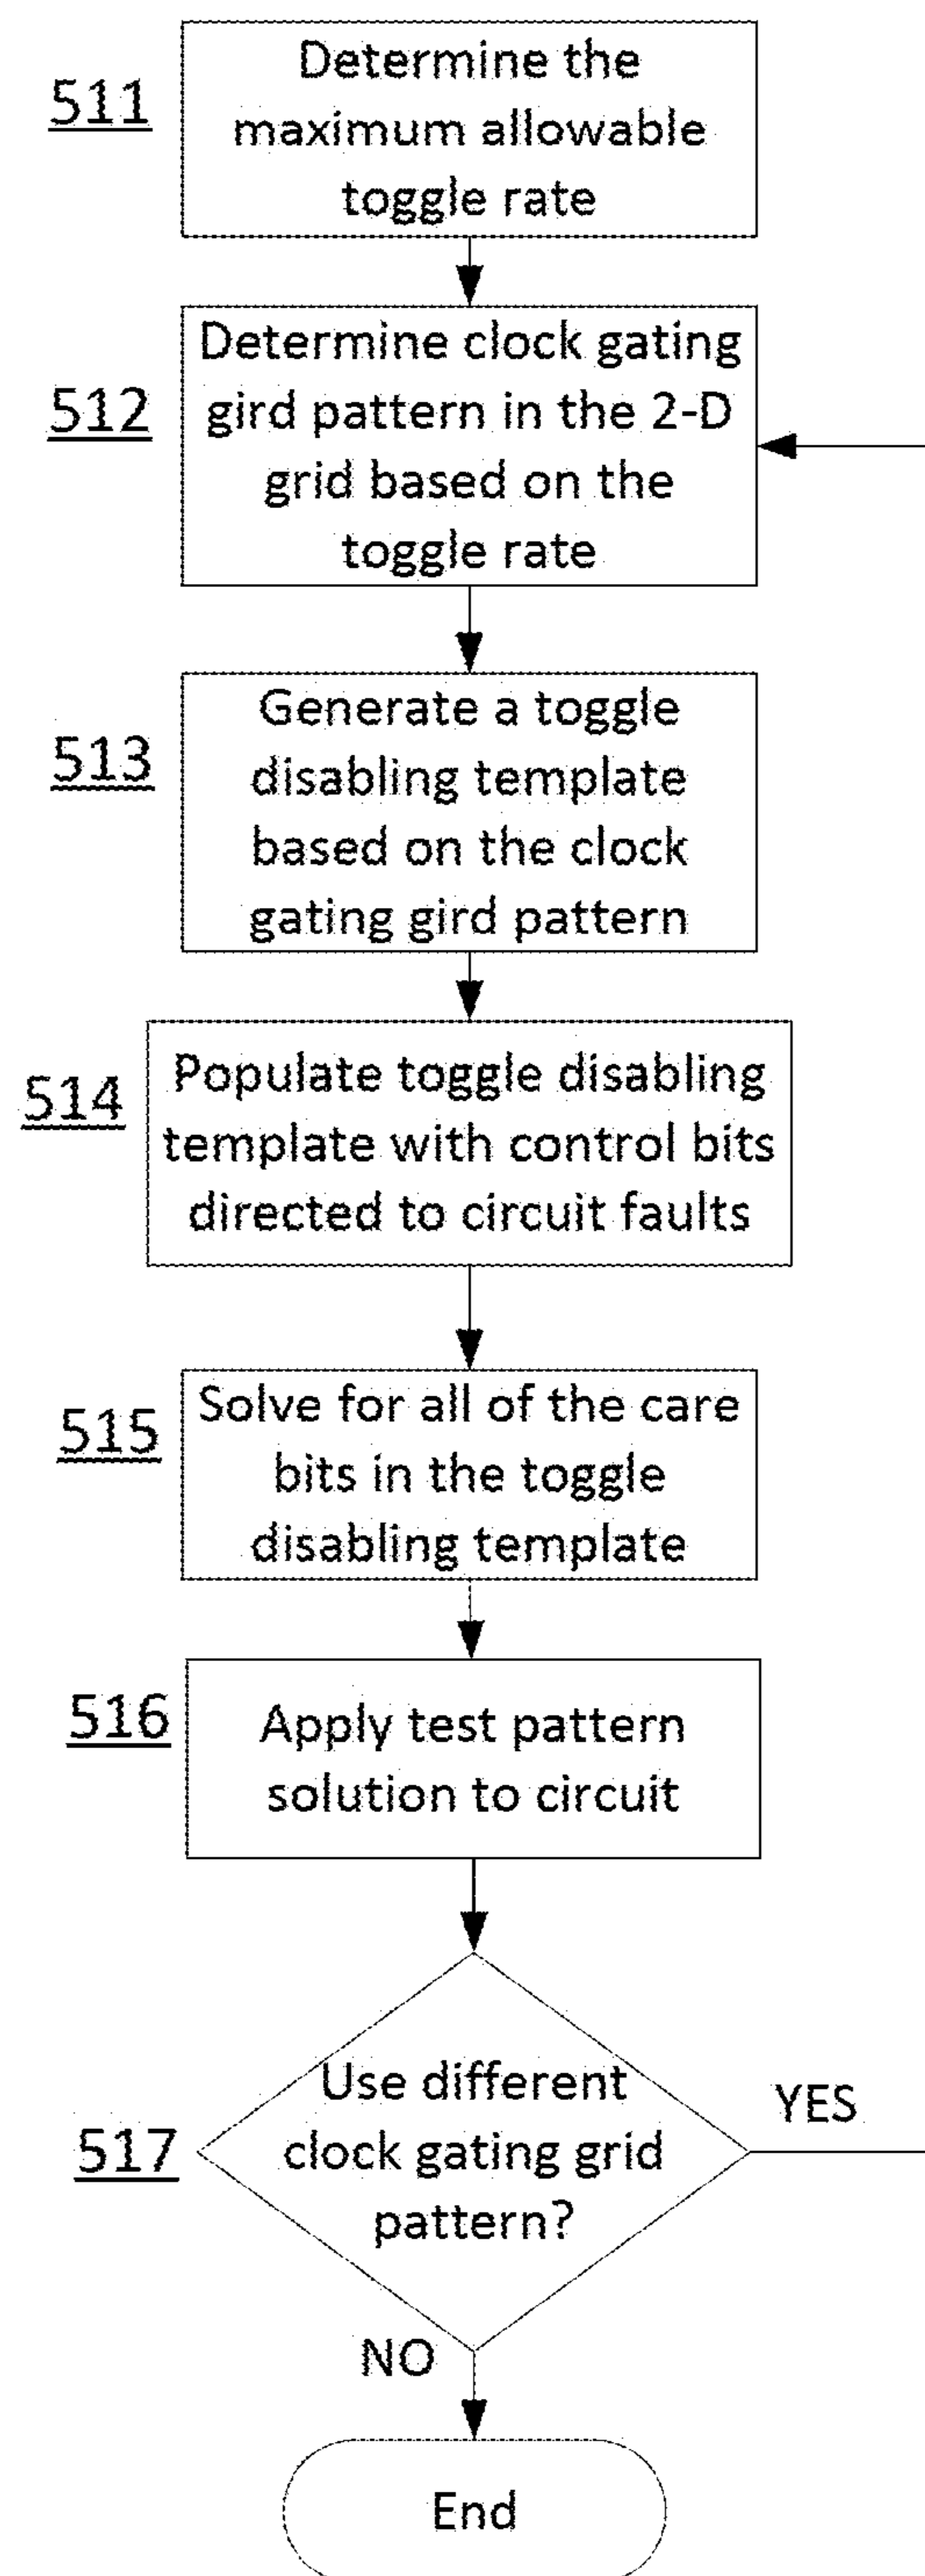 511
Determine the
maximum allowable
toggle rate
512
Determine clock gating
gird pattern in the 2-D
grid based on the
toggle rate
513
Generate a toggle
disabling template
based on the clock
gating gird pattern
514
Populate toggle disabling
template with control bits
directed to circuit faults
515
Solve for all of the care
bits in the toggle
disabling template
516
Apply test pattern
solution to circuit
517
Use different
clock gating grid
pattern?
YES
NO
End